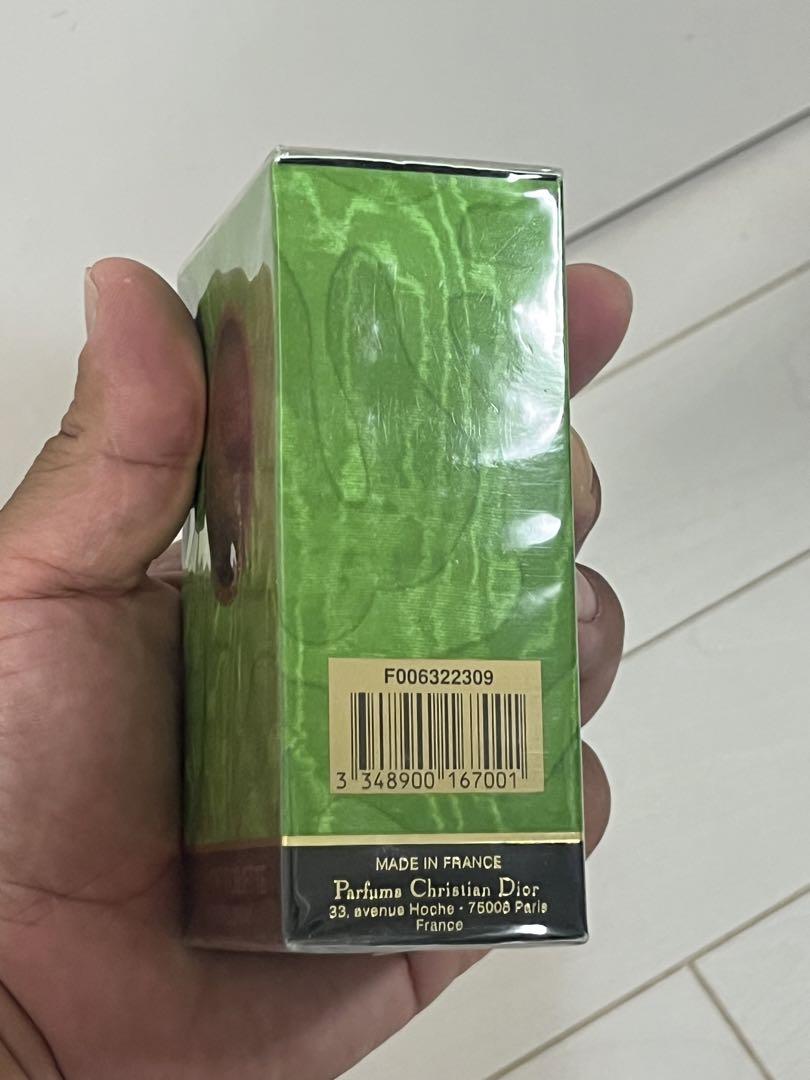 F006322309
3 348900 167001
MADE IN FRANCE
Parfums Christian Dior
33, avenue Hoche - 75008 Paris
France